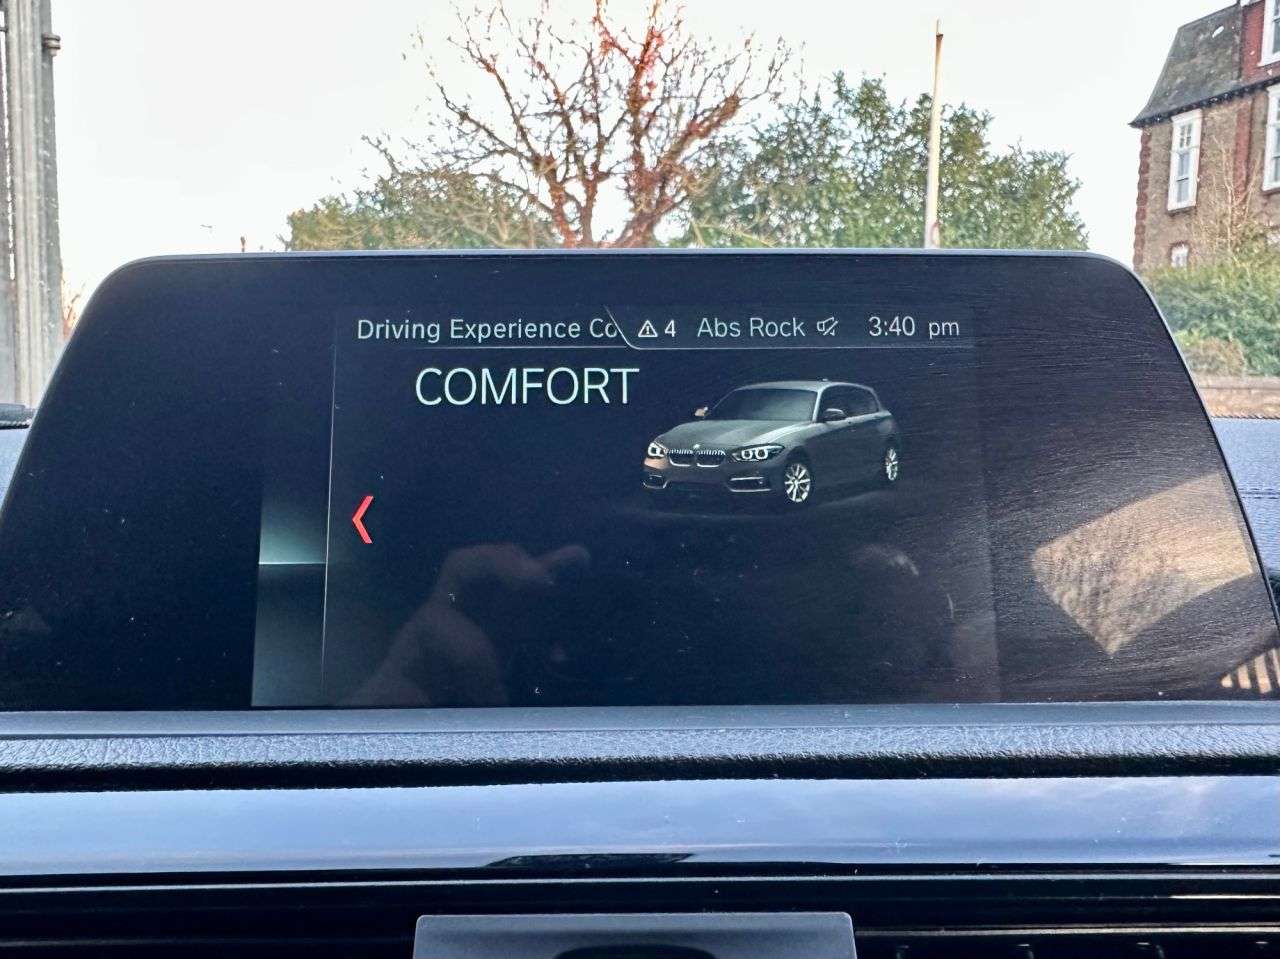 Driving Experience Co 4 Abs Rock 3:40 pm
COMFORT